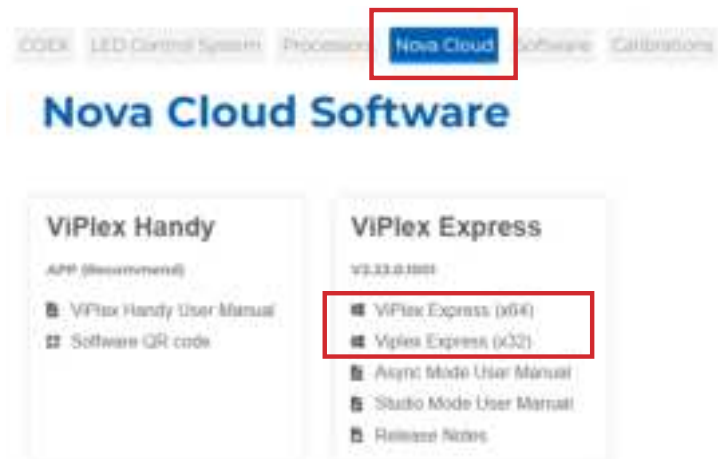 COEX LED Control System Processors Nova Cloud Software Calibrations
Nova Cloud Software
ViPlex Handy
APP (Recommend)
ViPlex Handy User Manual
Software QR code
ViPlex Express
ViPlex Express (x64)
Viplex Express (x32)
Async Mode User Manual
Studio Mode User Manual
Release Notes